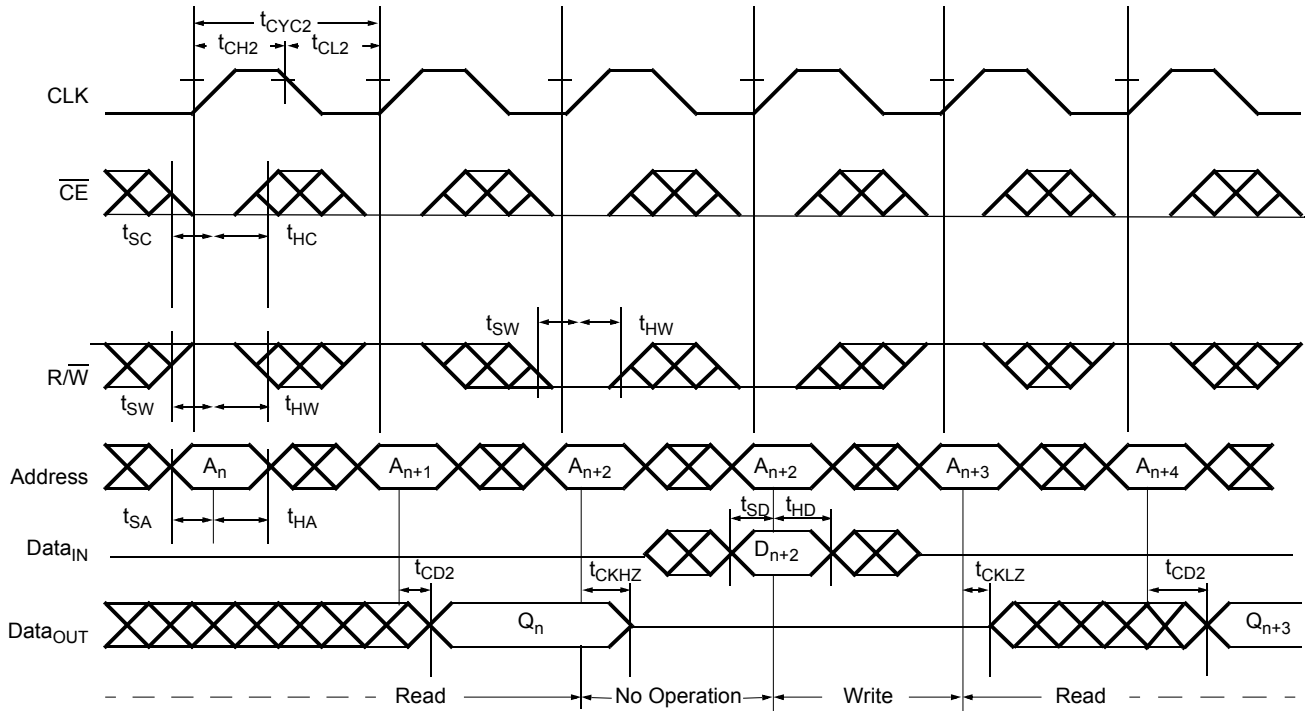 tCYC2
tCH2 tCL2
CLK
CE
tSC tHC
tSW tHW
R/W
tSW tHW
Address An An+1 An+2 An+2 An+3 An+4
tSA tHA tSD tHD
DataIN Dn+2
tCD2 tCKHZ tCKLZ tCD2
DataOUT Qn Qn+3
Read No Operation Write Read